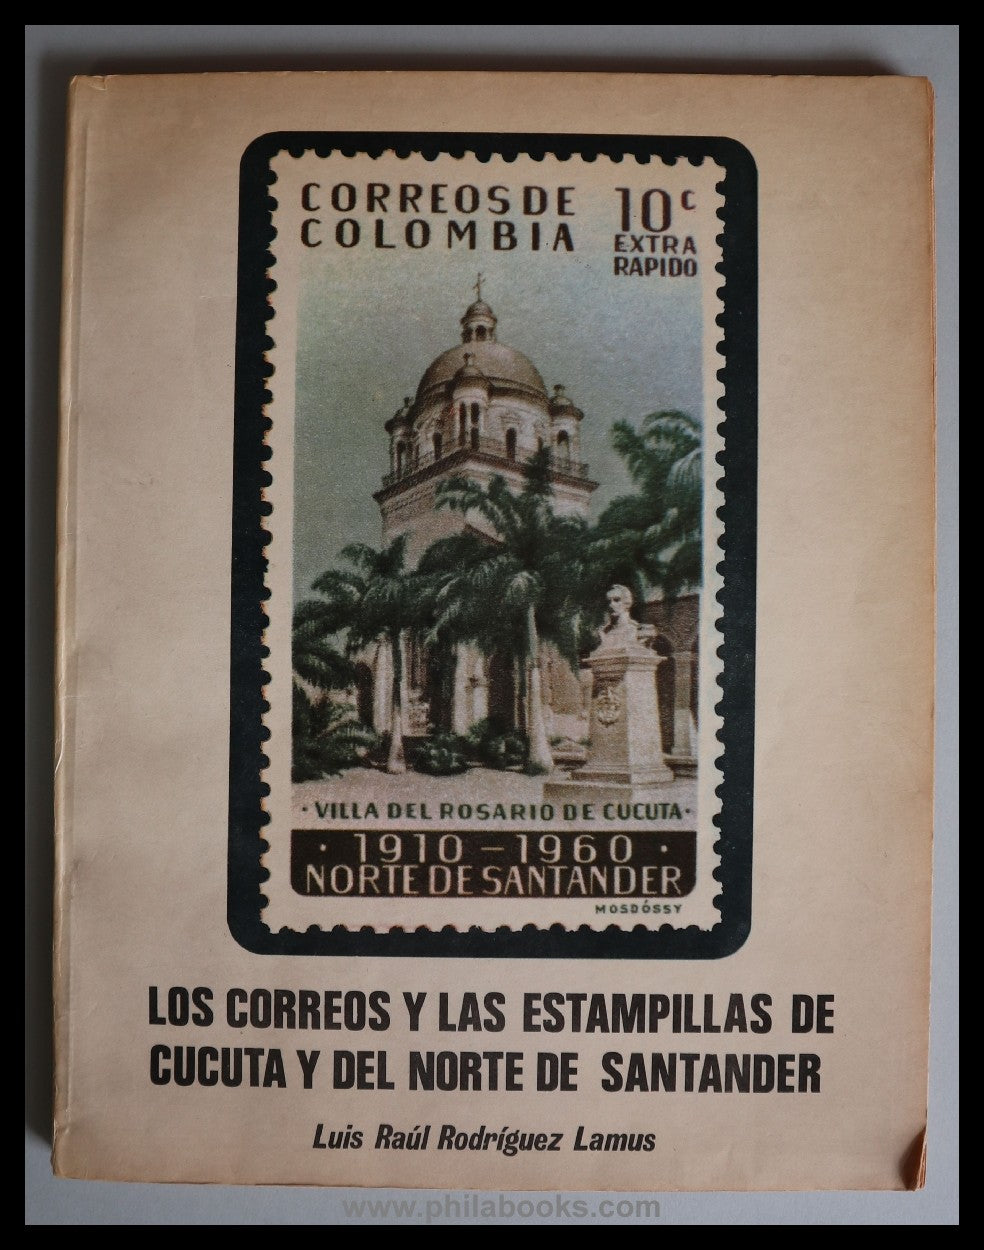 CORREOS DE
COLOMBIA
10c
EXTRA
RAPIDO
· VILLA DEL ROSARIO DE CUCUTA ·
· 1910 – 1960 ·
NORTE DE SANTANDER
MOSDÓSSY
LOS CORREOS Y LAS ESTAMPILLAS DE
CUCUTA Y DEL NORTE DE SANTANDER
Luis Raúl Rodríguez Lamus
www.philabooks.com